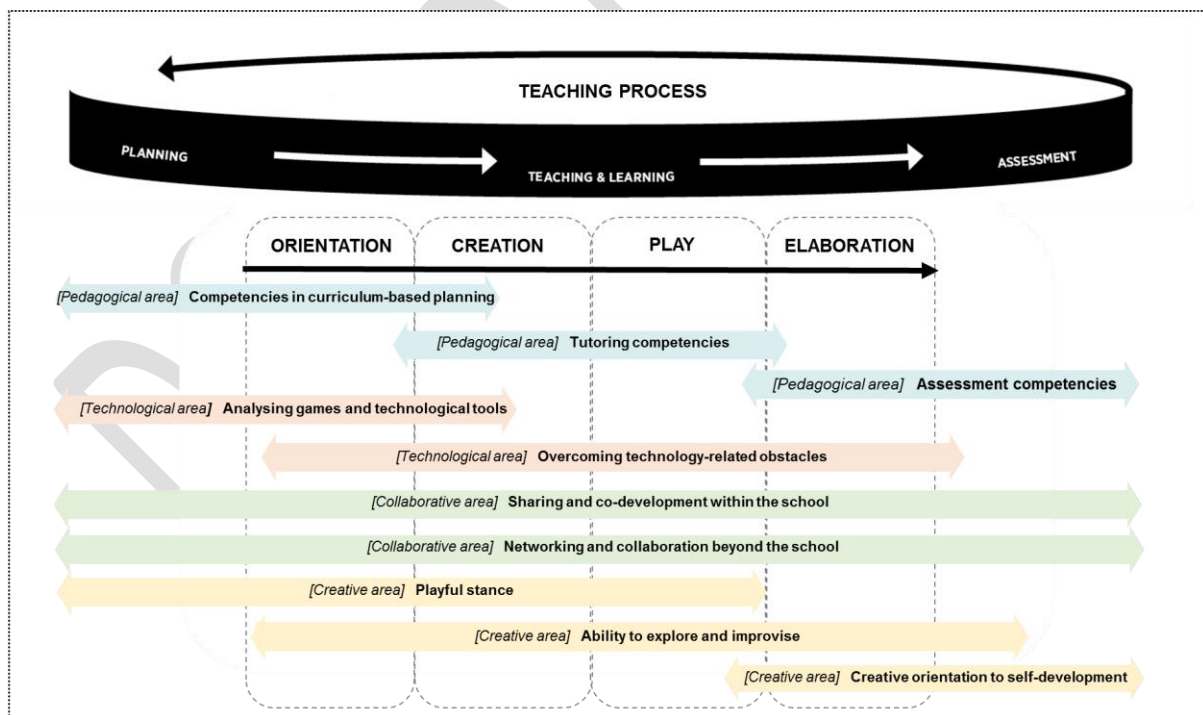 TEACHING PROCESS
PLANNING
TEACHING & LEARNING
ASSESSMENT
ORIENTATION
CREATION
PLAY
ELABORATION
[Pedagogical area] Competencies in curriculum-based planning
[Pedagogical area] Tutoring competencies
[Pedagogical area] Assessment competencies
[Technological area] Analysing games and technological tools
[Technological area] Overcoming technology-related obstacles
[Collaborative area] Sharing and co-development within the school
[Collaborative area] Networking and collaboration beyond the school
[Creative area] Playful stance
[Creative area] Ability to explore and improvise
[Creative area] Creative orientation to self-development